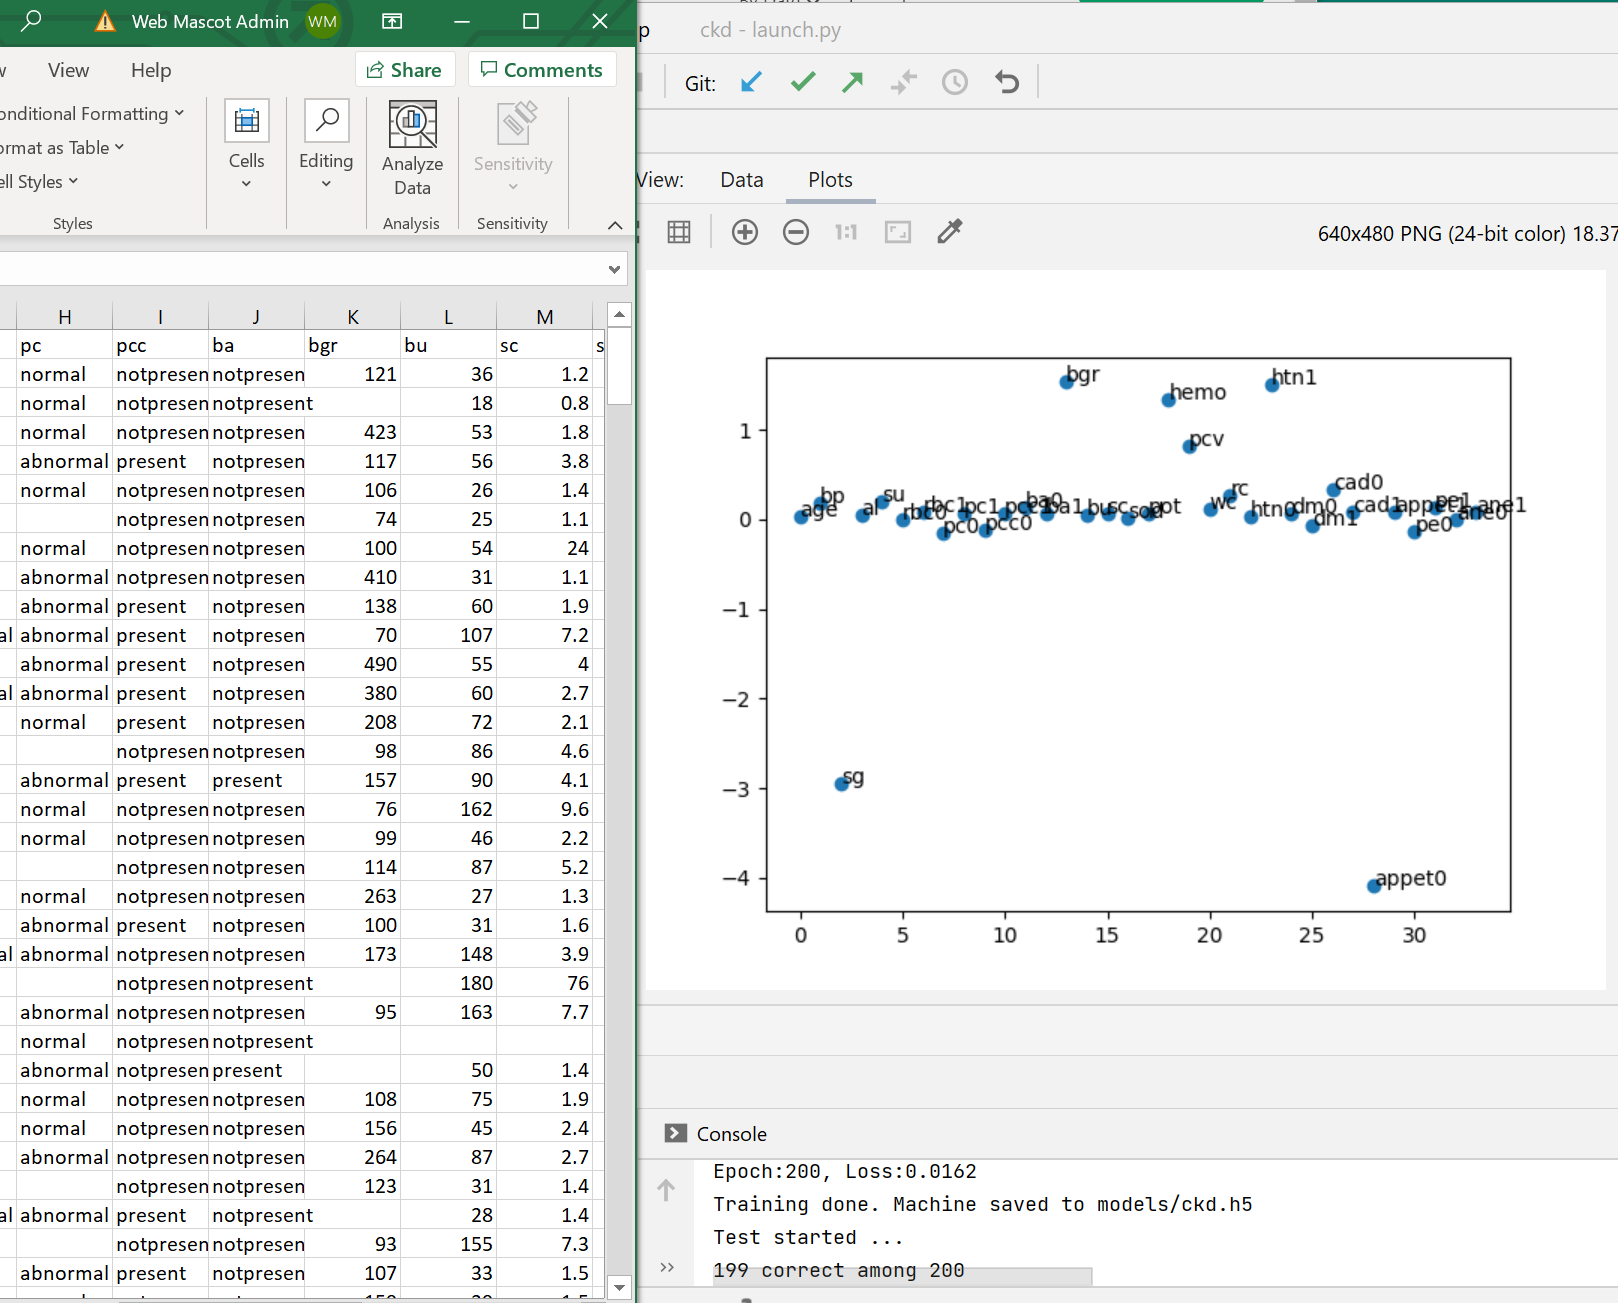 Web Mascot Admin WM
View Help Share Comments
onditional Formatting
ormat as Table
ell Styles
Cells
Editing
Analyze Data
Sensitivity
Styles
Analysis
Sensitivity
H I J K L M
pc pcc ba bgr bu sc s
normal notpresen notpresen 121 36 1.2
normal notpresen notpresent 18 0.8
normal notpresen notpresen 423 53 1.8
abnormal present notpresen 117 56 3.8
normal notpresen notpresen 106 26 1.4
notpresen notpresen 74 25 1.1
normal notpresen notpresen 100 54 24
abnormal notpresen notpresen 410 31 1.1
abnormal present notpresen 138 60 1.9
al abnormal present notpresen 70 107 7.2
abnormal present notpresen 490 55 4
al abnormal present notpresen 380 60 2.7
normal present notpresen 208 72 2.1
notpresen notpresen 98 86 4.6
abnormal present present 157 90 4.1
normal notpresen notpresen 76 162 9.6
normal notpresen notpresen 99 46 2.2
notpresen notpresen 114 87 5.2
normal notpresen notpresen 263 27 1.3
abnormal present notpresen 100 31 1.6
al abnormal notpresen notpresen 173 148 3.9
notpresen notpresent 180 76
abnormal notpresen notpresen 95 163 7.7
normal notpresen notpresent
abnormal notpresen present 50 1.4
normal notpresen notpresen 108 75 1.9
normal notpresen notpresen 156 45 2.4
abnormal notpresen notpresen 264 87 2.7
notpresen notpresen 123 31 1.4
al abnormal present notpresent 28 1.4
notpresen notpresen 93 155 7.3
abnormal present notpresen 107 33 1.5
p ckd - launch.py
Git:
View: Data Plots
1:1 640x480 PNG (24-bit color) 18.37
bgr
htn1
hemo
pcv
1
cad0
rc
bp su rbc1 pc1 ba0 pe1
age al rbc0 ba1 bu sc sod pot wc htn0 dm0 cad1 appet1 ane0 ane1
0
pc0 pcc0 dm1 pe0
−1
−2
sg
−3
appet0
−4
0 5 10 15 20 25 30
Console
Epoch:200, Loss:0.0162
Training done. Machine saved to models/ckd.h5
Test started ...
199 correct among 200